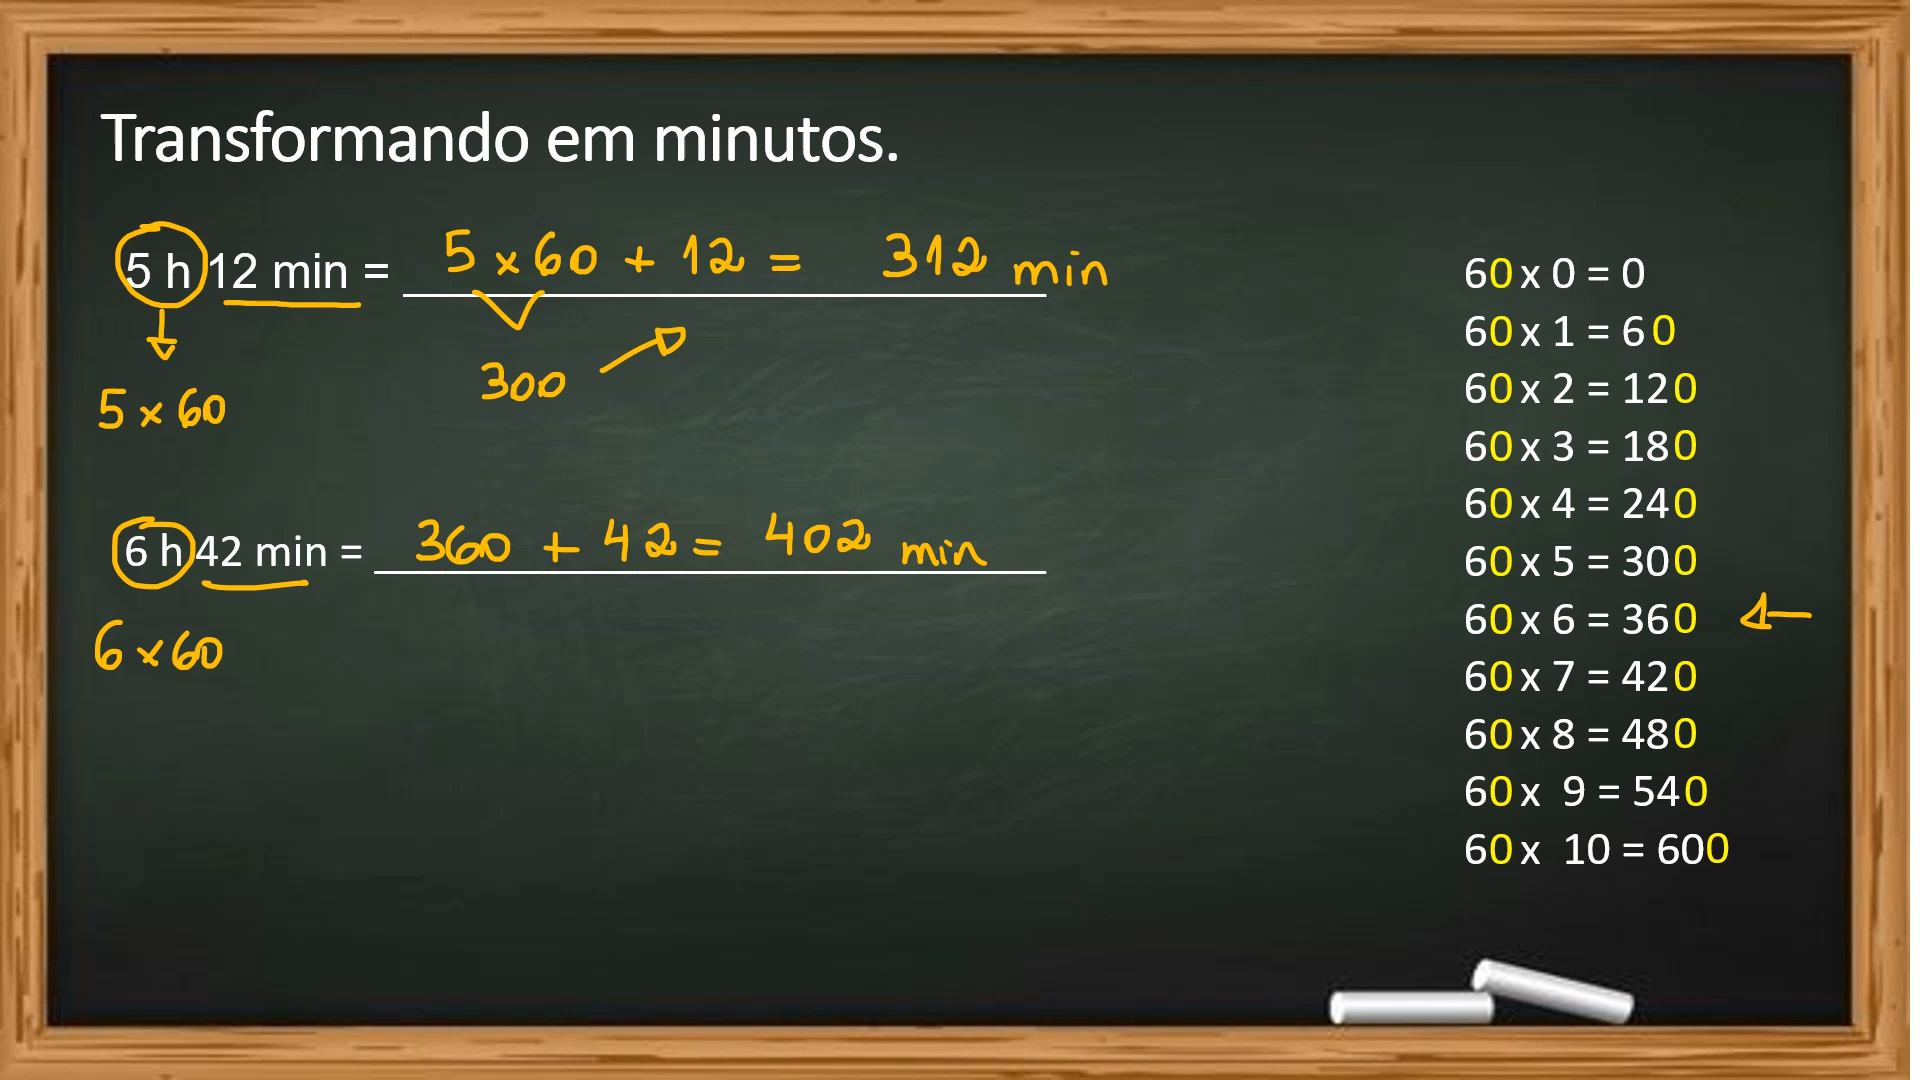 Transformando em minutos.
5 h 12 min = 5 x 60 + 12 = 312 min
300
5 x 60
6 h 42 min = 360 + 42 = 402 min
6 x 60
60 x 0 = 0
60 x 1 = 60
60 x 2 = 120
60 x 3 = 180
60 x 4 = 240
60 x 5 = 300
60 x 6 = 360
60 x 7 = 420
60 x 8 = 480
60 x 9 = 540
60 x 10 = 600